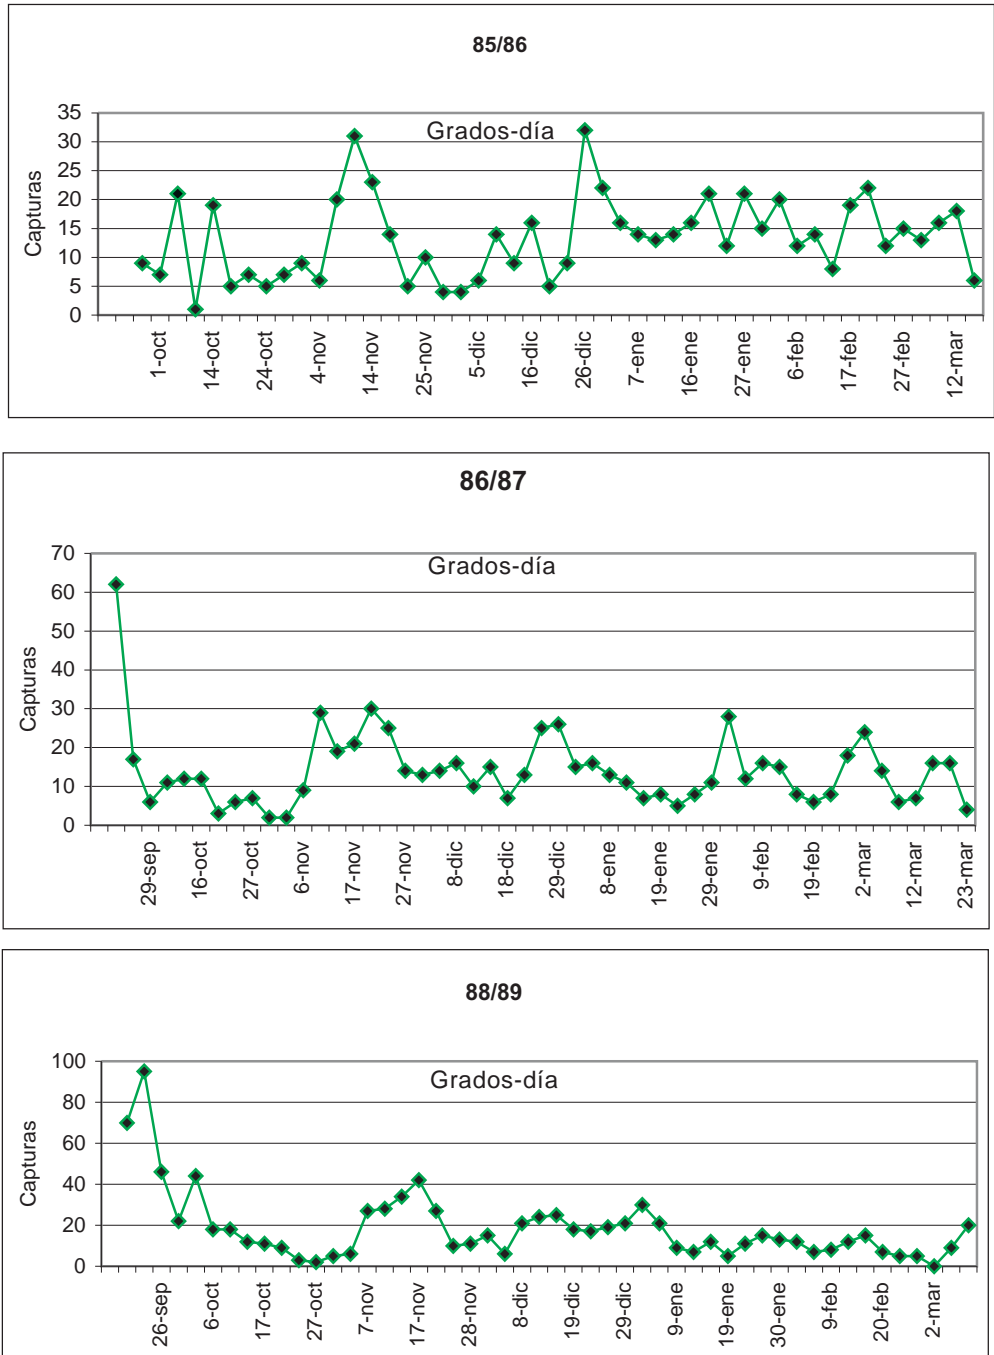 85/86
Grados-día
Capturas
35
30
25
20
15
10
5
0
1-oct
14-oct
24-oct
4-nov
14-nov
25-nov
5-dic
16-dic
26-dic
7-ene
16-ene
27-ene
6-feb
17-feb
27-feb
12-mar
86/87
Grados-día
Capturas
70
60
50
40
30
20
10
0
29-sep
16-oct
27-oct
6-nov
17-nov
27-nov
8-dic
18-dic
29-dic
8-ene
19-ene
29-ene
9-feb
19-feb
2-mar
12-mar
23-mar
88/89
Grados-día
Capturas
100
80
60
40
20
0
26-sep
6-oct
17-oct
27-oct
7-nov
17-nov
28-nov
8-dic
19-dic
29-dic
9-ene
19-ene
30-ene
9-feb
20-feb
2-mar